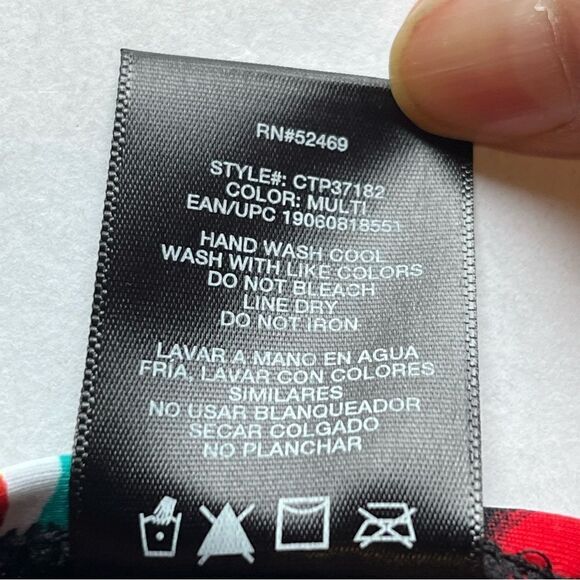 RN#52469
STYLE#: CTP37182
COLOR: MULTI
EAN/UPC 19060818551
HAND WASH COOL
WASH WITH LIKE COLORS
DO NOT BLEACH
LINE DRY
DO NOT IRON
LAVAR A MANO EN AGUA
FRÍA, LAVAR CON COLORES
SIMILARES
NO USAR BLANQUEADOR
SECAR COLGADO
NO PLANCHAR